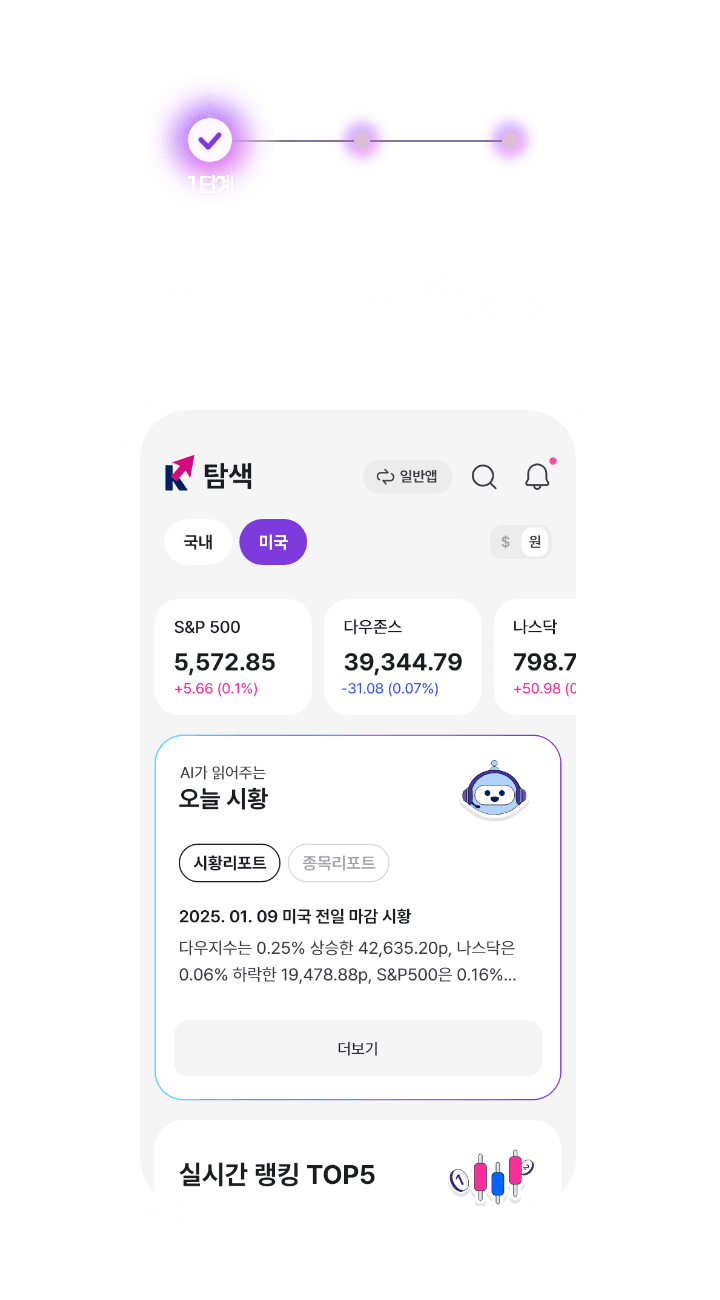 1단계
탐색
일반앱
국내
미국
$
원
S&P 500
다우존스
나스닥
5,572.85
39,344.79
798.7
+5.66 (0.1%)
-31.08 (0.07%)
+50.98 (0
AI가 읽어주는
오늘 시황
시황리포트
종목리포트
2025. 01. 09 미국 전일 마감 시황
다우지수는 0.25% 상승한 42,635.20p, 나스닥은
0.06% 하락한 19,478.88p, S&P500은 0.16%...
더보기
실시간 랭킹 TOP5